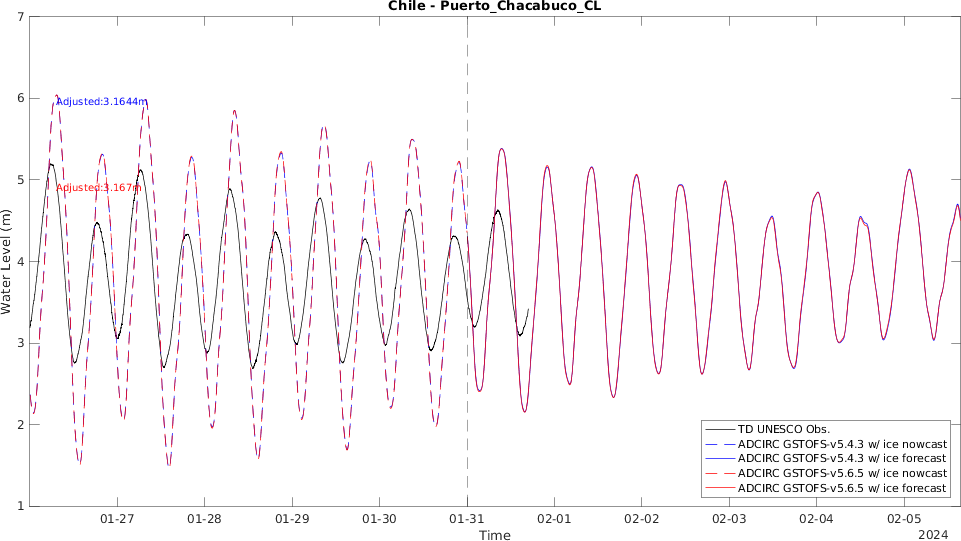 Chile - Puerto_Chacabuco_CL
7
6
5
4
3
2
1
Water Level (m)
Adjusted:3.1644m
Adjusted:3.167m
TD UNESCO Obs.
ADCIRC GSTOFS-v5.4.3 w/ ice nowcast
ADCIRC GSTOFS-v5.4.3 w/ ice forecast
ADCIRC GSTOFS-v5.6.5 w/ ice nowcast
ADCIRC GSTOFS-v5.6.5 w/ ice forecast
01-27 01-28 01-29 01-30 01-31 02-01 02-02 02-03 02-04 02-05
Time
2024